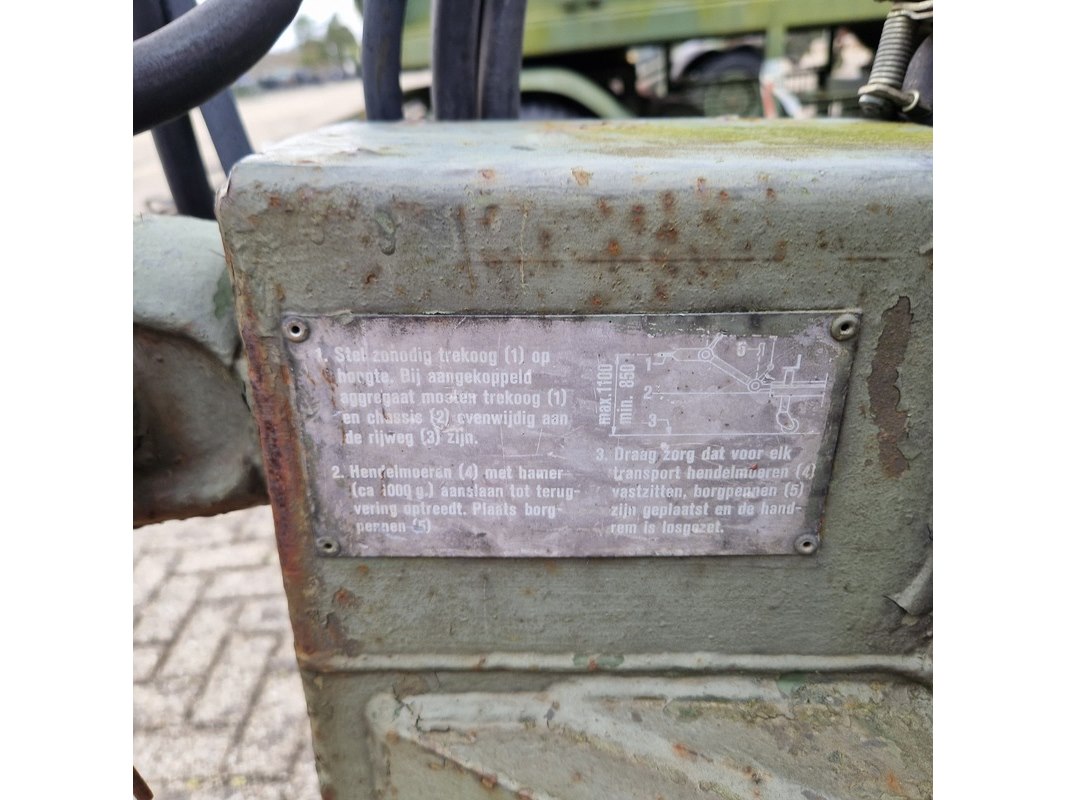 1. Stel zonodig trekoog (1) op
hoogte. Bij aangekoppeld
aggregaat moeten trekoog (1)
en chassis (2) evenwijdig aan
de rijweg (3) zijn.
2. Hendelmoeren (4) met hamer
(ca 1000 g.) aanslaan tot terug-
vering optreedt. Plaats borg-
pennen (5)
max. 1100
min. 850
1
2
3
5
3. Draag zorg dat voor elk
transport hendelmoeren (4)
vastzitten, borgpennen (5)
zijn geplaatst en de hand-
rem is losgezet.